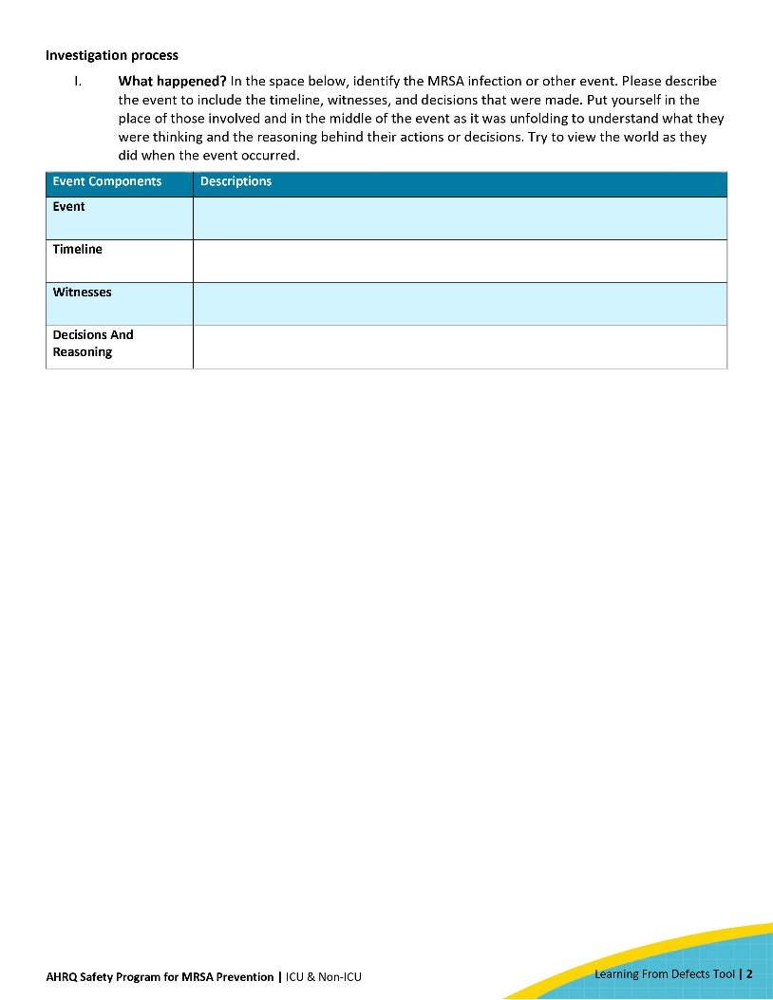 Investigation process
I. What happened? In the space below, identify the MRSA infection or other event. Please describe
the event to include the timeline, witnesses, and decisions that were made. Put yourself in the
place of those involved and in the middle of the event as it was unfolding to understand what they
were thinking and the reasoning behind their actions or decisions. Try to view the world as they
did when the event occurred.
Event Components Descriptions
Event
Timeline
Witnesses
Decisions And
Reasoning
AHRQ Safety Program for MRSA Prevention | ICU & Non-ICU
Learning From Defects Tool | 2